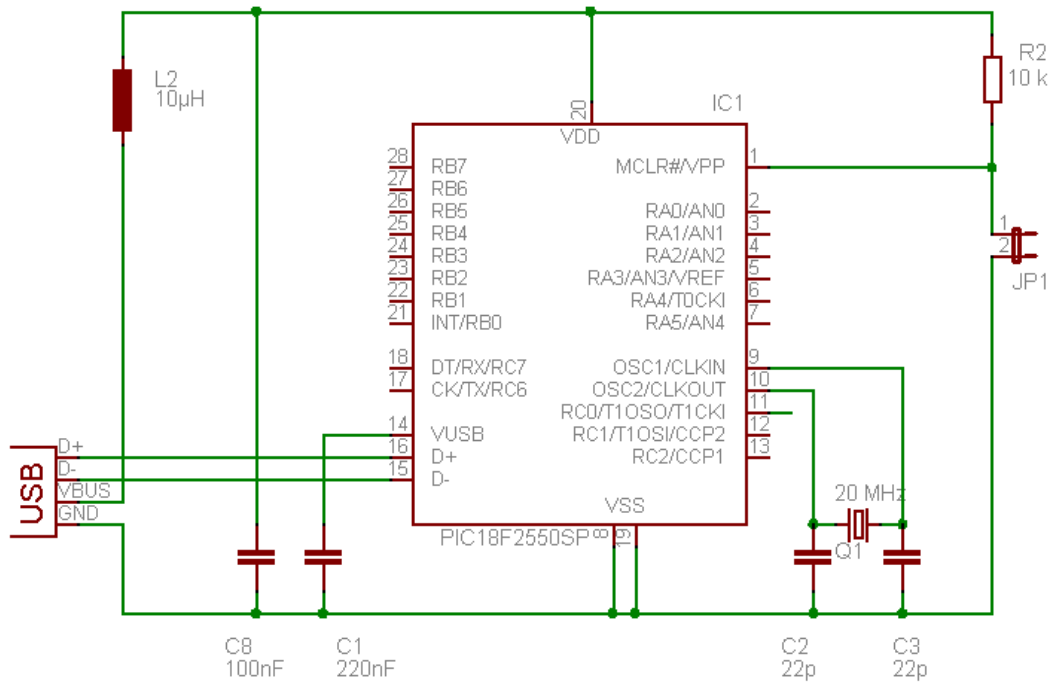 L2
10µH
R2
10 k
IC1
20
VDD
28 RB7
27 RB6
26 RB5
25 RB4
24 RB3
23 RB2
22 RB1
21 INT/RB0
18 DT/RX/RC7
17 CK/TX/RC6
14 VUSB
16 D+
15 D-
MCLR#/VPP 1
RA0/AN0 2
RA1/AN1 3
RA2/AN2 4
RA3/AN3/VREF 5
RA4/T0CKI 6
RA5/AN4 7
OSC1/CLKIN 9
OSC2/CLKOUT 10
RC0/T1OSO/T1CKI 11
RC1/T1OSI/CCP2 12
RC2/CCP1 13
VSS
PIC18F2550SP
8
19
1
2
JP1
USB
D+
D-
VBUS
GND
20 MHz
Q1
C8
100nF
C1
220nF
C2
22p
C3
22p